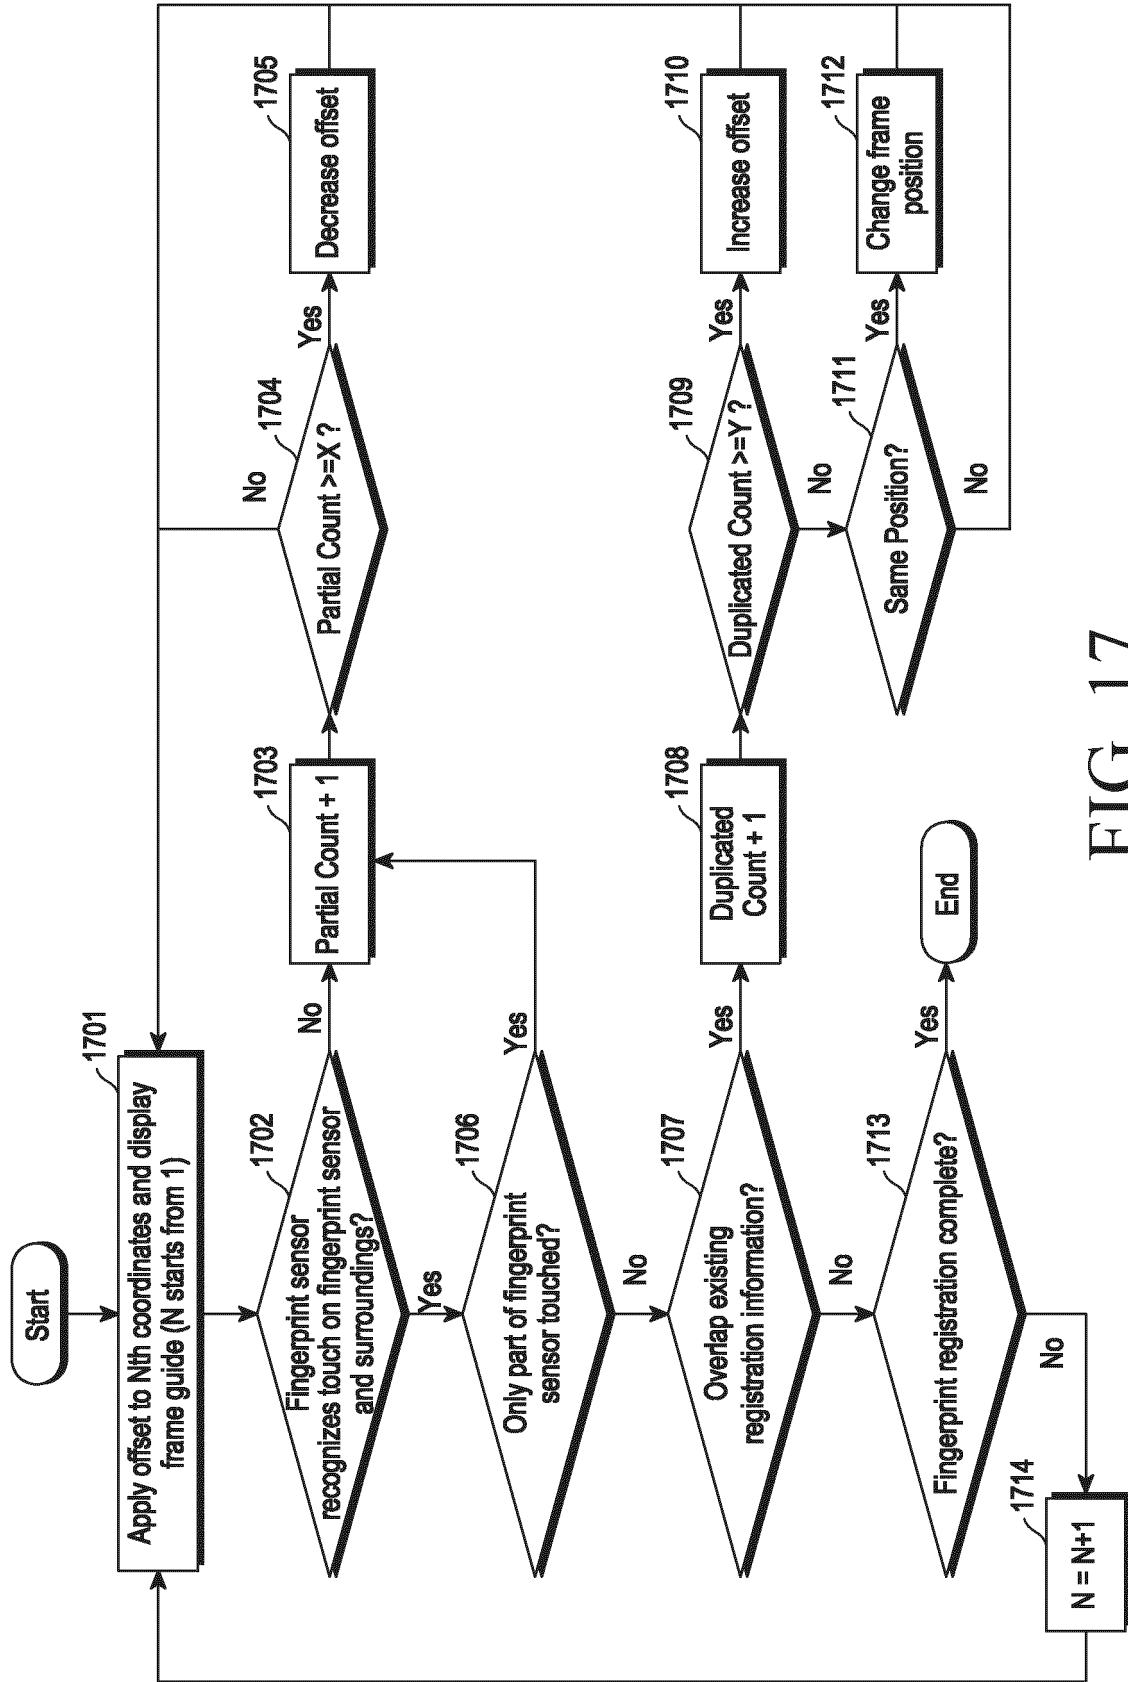 Start
1701
Apply offset to Nth coordinates and display
frame guide (N starts from 1)
1702
Fingerprint sensor
recognizes touch on fingerprint sensor
and surroundings?
No
Yes
1703
Partial Count + 1
1704
Partial Count >=X ?
No
Yes
1705
Decrease offset
1706
Only part of fingerprint
sensor touched?
Yes
No
1707
Overlap existing
registration information?
Yes
No
1708
Duplicated
Count + 1
1709
Duplicated Count >=Y ?
Yes
No
1710
Increase offset
1711
Same Position?
Yes
No
1712
Change frame
position
1713
Fingerprint registration complete?
Yes
No
End
1714
N = N+1
FIG. 17